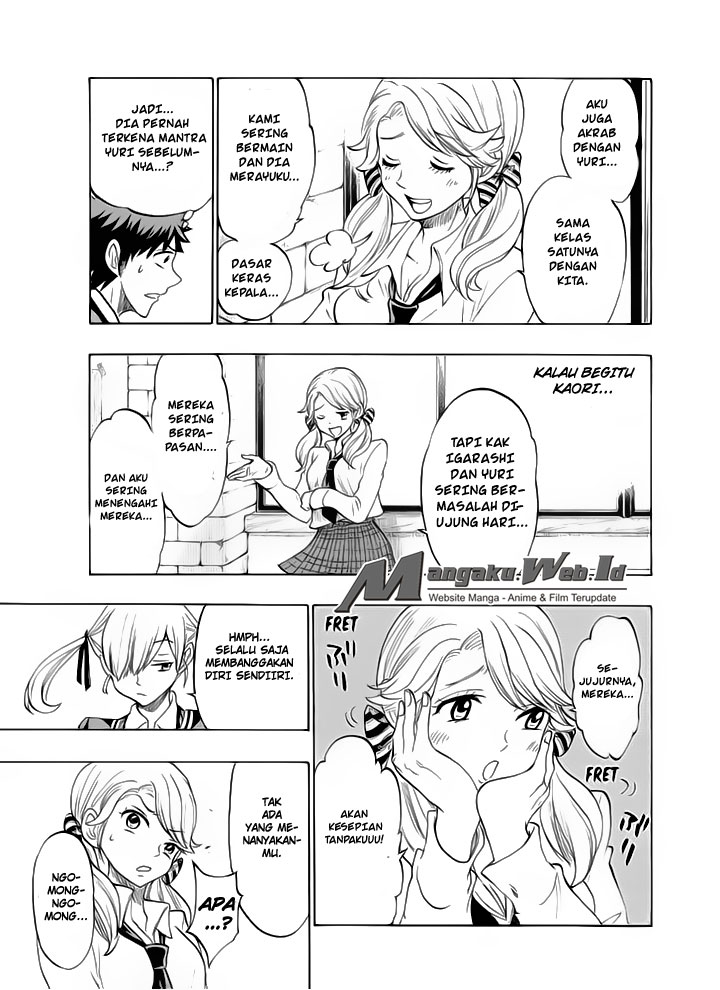 AKU
JUGA
AKRAB
DENGAN
YURI...
SAMA
KELAS
SATUNYA
DENGAN
KITA.
KAMI
SERING
BERMAIN
DAN DIA
MERAYUKU...
DASAR
KERAS
KEPALA...
JADI...
DIA PERNAH
TERKENA MANTRA
YURI SEBELUM-
NYA...?
KALAU BEGITU
KAORI...
TAPI KAK
IGARASHI
DAN YURI
SERING BER-
MASALAH DI-
UJUNG HARI...
MEREKA
SERING
BERPA-
PASAN....
DAN AKU
SERING
MENENGAHI
MEREKA...
Mangaku.Web.Id
Website Manga - Anime & Film Terupdate
SE-
JUJURNYA,
MEREKA...
FRET
ブリ
FRET
ブリ
AKAN
KESEPIAN
TANPAKUUU!
HMPH...
SELALU SAJA
MEMBANGGAKAN
DIRI SENDIIRI.
TAK
ADA
YANG ME-
NANYAKAN-
MU.
APA
...?
NGO-
MONG-
NGO-
MONG...